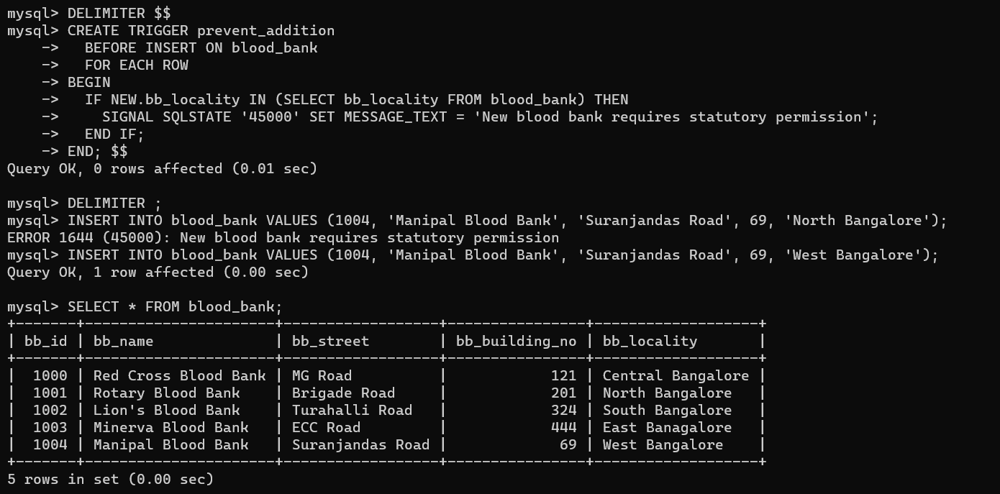 mysql> DELIMITER $$
mysql> CREATE TRIGGER prevent_addition
    ->   BEFORE INSERT ON blood_bank
    ->   FOR EACH ROW
    -> BEGIN
    ->   IF NEW.bb_locality IN (SELECT bb_locality FROM blood_bank) THEN
    ->     SIGNAL SQLSTATE '45000' SET MESSAGE_TEXT = 'New blood bank requires statutory permission';
    ->   END IF;
    -> END; $$
Query OK, 0 rows affected (0.01 sec)

mysql> DELIMITER ;
mysql> INSERT INTO blood_bank VALUES (1004, 'Manipal Blood Bank', 'Suranjandas Road', 69, 'North Bangalore');
ERROR 1644 (45000): New blood bank requires statutory permission
mysql> INSERT INTO blood_bank VALUES (1004, 'Manipal Blood Bank', 'Suranjandas Road', 69, 'West Bangalore');
Query OK, 1 row affected (0.00 sec)

mysql> SELECT * FROM blood_bank;
+-------+----------------------+------------------+----------------+-------------------+
| bb_id | bb_name              | bb_street        | bb_building_no | bb_locality       |
+-------+----------------------+------------------+----------------+-------------------+
|  1000 | Red Cross Blood Bank | MG Road          |            121 | Central Bangalore |
|  1001 | Rotary Blood Bank    | Brigade Road     |            201 | North Bangalore   |
|  1002 | Lion's Blood Bank    | Turahalli Road   |            324 | South Bangalore   |
|  1003 | Minerva Blood Bank   | ECC Road         |            444 | East Banagalore   |
|  1004 | Manipal Blood Bank   | Suranjandas Road |             69 | West Bangalore    |
+-------+----------------------+------------------+----------------+-------------------+
5 rows in set (0.00 sec)